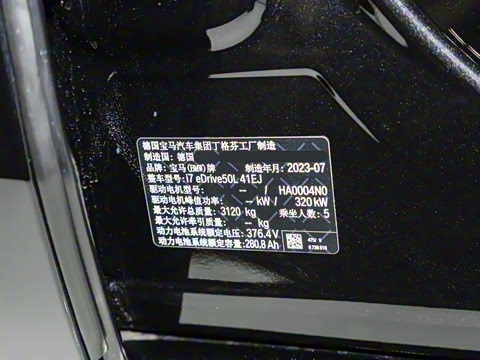 德国宝马汽车集团丁格芬工厂制造
制造国: 德国
品牌: 宝马(BMW)牌 制造年月: 2023-07
整车型号: i7 eDrive50L 41EJ
驱动电机型号: -- HA0004N0
驱动电机峰值功率: -- kW / 320 kW
最大允许总质量: 3120 kg 乘坐人数: 5
最大允许牵引质量: -- kg
动力电池系统额定电压: 376.4V
动力电池系统额定容量: 280.8 Ah